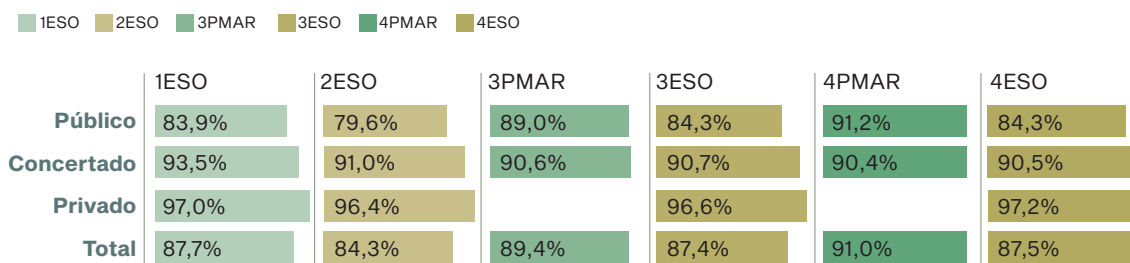 1ESO 2ESO 3PMAR 3ESO 4PMAR 4ESO
1ESO 2ESO 3PMAR 3ESO 4PMAR 4ESO
Público 83,9% 79,6% 89,0% 84,3% 91,2% 84,3%
Concertado 93,5% 91,0% 90,6% 90,7% 90,4% 90,5%
Privado 97,0% 96,4% 96,6% 97,2%
Total 87,7% 84,3% 89,4% 87,4% 91,0% 87,5%